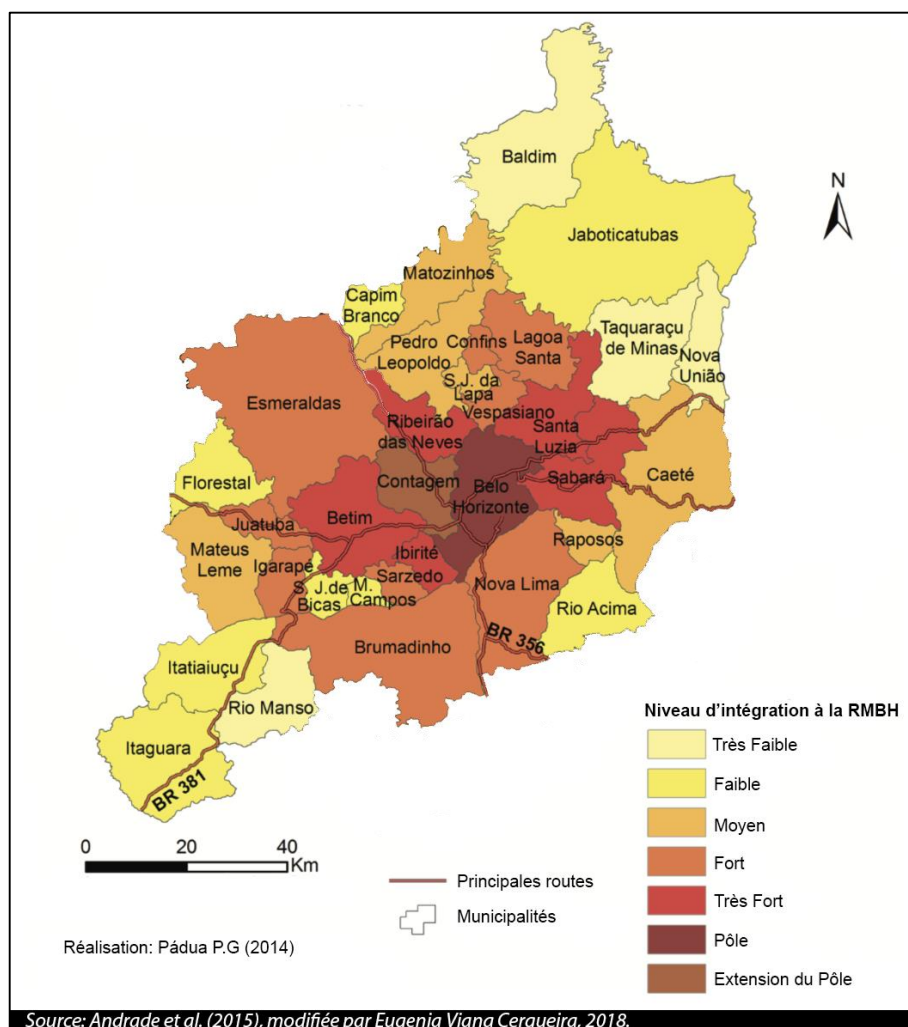 Baldim
N
Jaboticatubas
Matozinhos
Capim
Branco
Taquaraçu
de Minas
Pedro
Leopoldo
Confins
Lagoa
Santa
Nova
União
S.J. da
Lapa
Esmeraldas
Vespasiano
Ribeirão
das Neves
Santa
Luzia
Contagem
Belo
Horizonte
Sabará
Caeté
Florestal
Juatuba
Betim
Raposos
Mateus
Leme
Igarapé
Ibirité
S. J.de
Bicas
M.
Campos
Sarzedo
Nova Lima
Rio Acima
Brumadinho
BR 356
Itatiaiuçu
Rio Manso
Itaguara
BR 381
Niveau d’intégration à la RMBH
Très Faible
Faible
Moyen
Fort
Très Fort
Pôle
Extension du Pôle
0 20 40
Km
Principales routes
Municipalités
Réalisation: Pádua P.G (2014)
Source: Andrade et al. (2015), modifiée par Eugenia Viana Cerqueira, 2018.